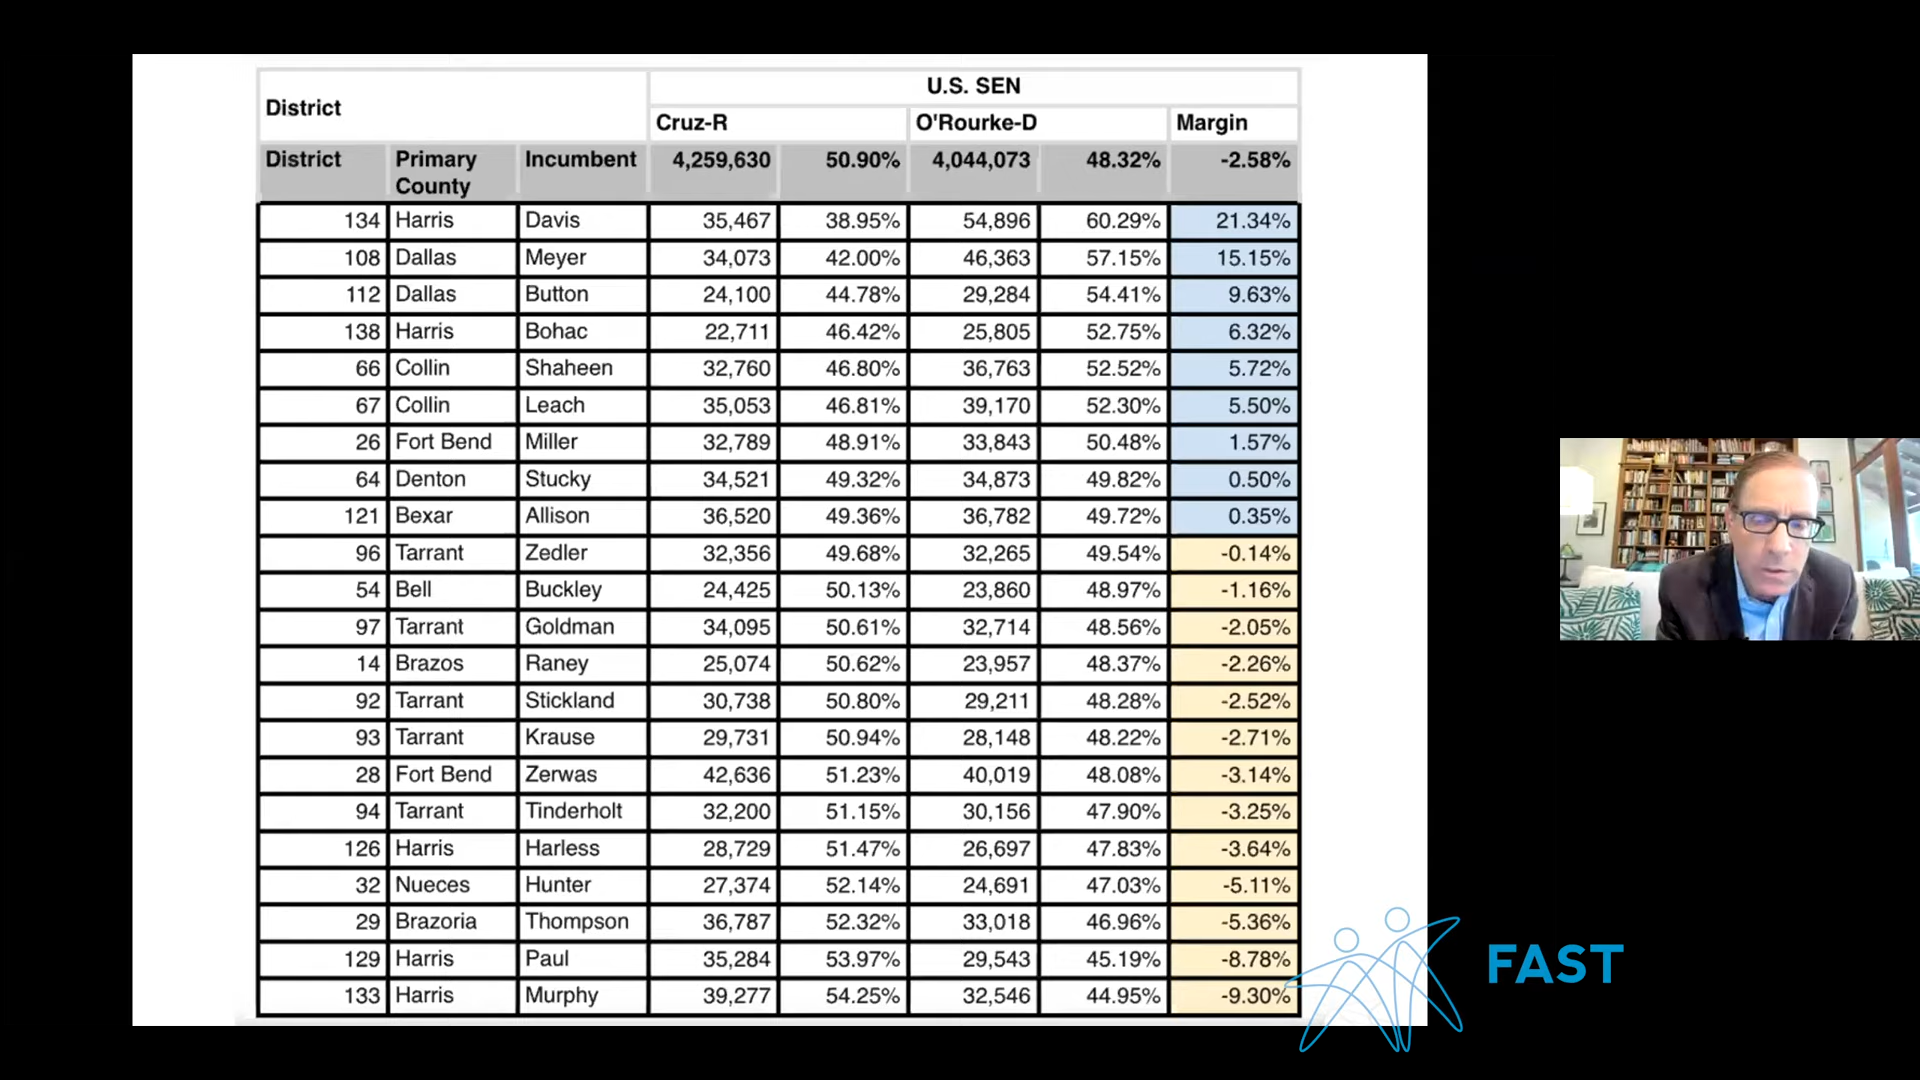 U.S. SEN
District
Cruz-R O'Rourke-D Margin
District Primary County Incumbent 4,259,630 50.90% 4,044,073 48.32% -2.58%
134 Harris Davis 35,467 38.95% 54,896 60.29% 21.34%
108 Dallas Meyer 34,073 42.00% 46,363 57.15% 15.15%
112 Dallas Button 24,100 44.78% 29,284 54.41% 9.63%
138 Harris Bohac 22,711 46.42% 25,805 52.75% 6.32%
66 Collin Shaheen 32,760 46.80% 36,763 52.52% 5.72%
67 Collin Leach 35,053 46.81% 39,170 52.30% 5.50%
26 Fort Bend Miller 32,789 48.91% 33,843 50.48% 1.57%
64 Denton Stucky 34,521 49.32% 34,873 49.82% 0.50%
121 Bexar Allison 36,520 49.36% 36,782 49.72% 0.35%
96 Tarrant Zedler 32,356 49.68% 32,265 49.54% -0.14%
54 Bell Buckley 24,425 50.13% 23,860 48.97% -1.16%
97 Tarrant Goldman 34,095 50.61% 32,714 48.56% -2.05%
14 Brazos Raney 25,074 50.62% 23,957 48.37% -2.26%
92 Tarrant Stickland 30,738 50.80% 29,211 48.28% -2.52%
93 Tarrant Krause 29,731 50.94% 28,148 48.22% -2.71%
28 Fort Bend Zerwas 42,636 51.23% 40,019 48.08% -3.14%
94 Tarrant Tinderholt 32,200 51.15% 30,156 47.90% -3.25%
126 Harris Harless 28,729 51.47% 26,697 47.83% -3.64%
32 Nueces Hunter 27,374 52.14% 24,691 47.03% -5.11%
29 Brazoria Thompson 36,787 52.32% 33,018 46.96% -5.36%
129 Harris Paul 35,284 53.97% 29,543 45.19% -8.78%
133 Harris Murphy 39,277 54.25% 32,546 44.95% -9.30%
FAST